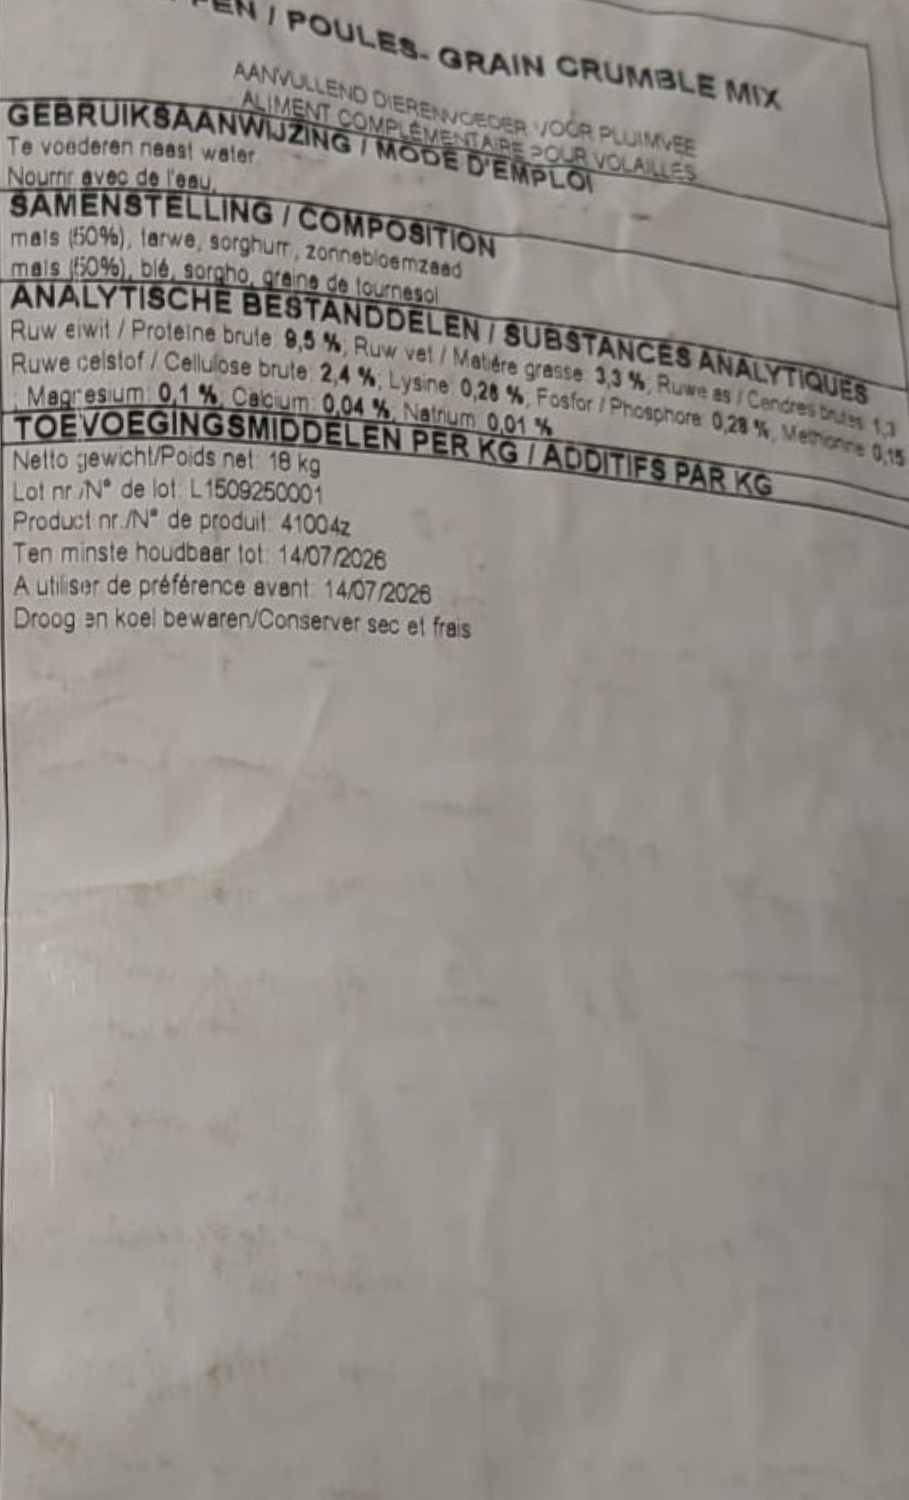 PEN / POULES- GRAIN CRUMBLE MIX
AANVULLEND DIERENVOEDER VOOR PLUIMVEE
ALIMENT COMPLÉMENTAIRE POUR VOLAILLES
GEBRUIKSAANWIJZING / MODE D'EMPLOI
Te voederen naast water
Nourrir avec de l'eau,
SAMENSTELLING / COMPOSITION
maïs (50%), tarwe, sorghum, zonnebloemzaad
maïs (50%), blé, sorgho, graine de tournesol
ANALYTISCHE BESTANDDELEN / SUBSTANCES ANALYTIQUES
Ruw eiwit / Proteïne brute: 9,5 %, Ruw vet / Matière grasse: 3,3 %, Ruwe as / Cendres brutes: 1,3
Ruwe celstof / Cellulose brute: 2,4 %, Lysine: 0,26 %, Fosfor / Phosphore: 0,28 %, Methionine: 0,15
; Magnesium: 0,1 %, Calcium: 0,04 %, Natrium: 0,01 %
TOEVOEGINGSMIDDELEN PER KG / ADDITIFS PAR KG
Netto gewicht/Poids net: 18 kg
Lot nr./N° de lot: L1509250001
Product nr./N° de produit: 41004z
Ten minste houdbaar tot: 14/07/2026
A utiliser de préférence avant: 14/07/2026
Droog en koel bewaren/Conserver sec et frais